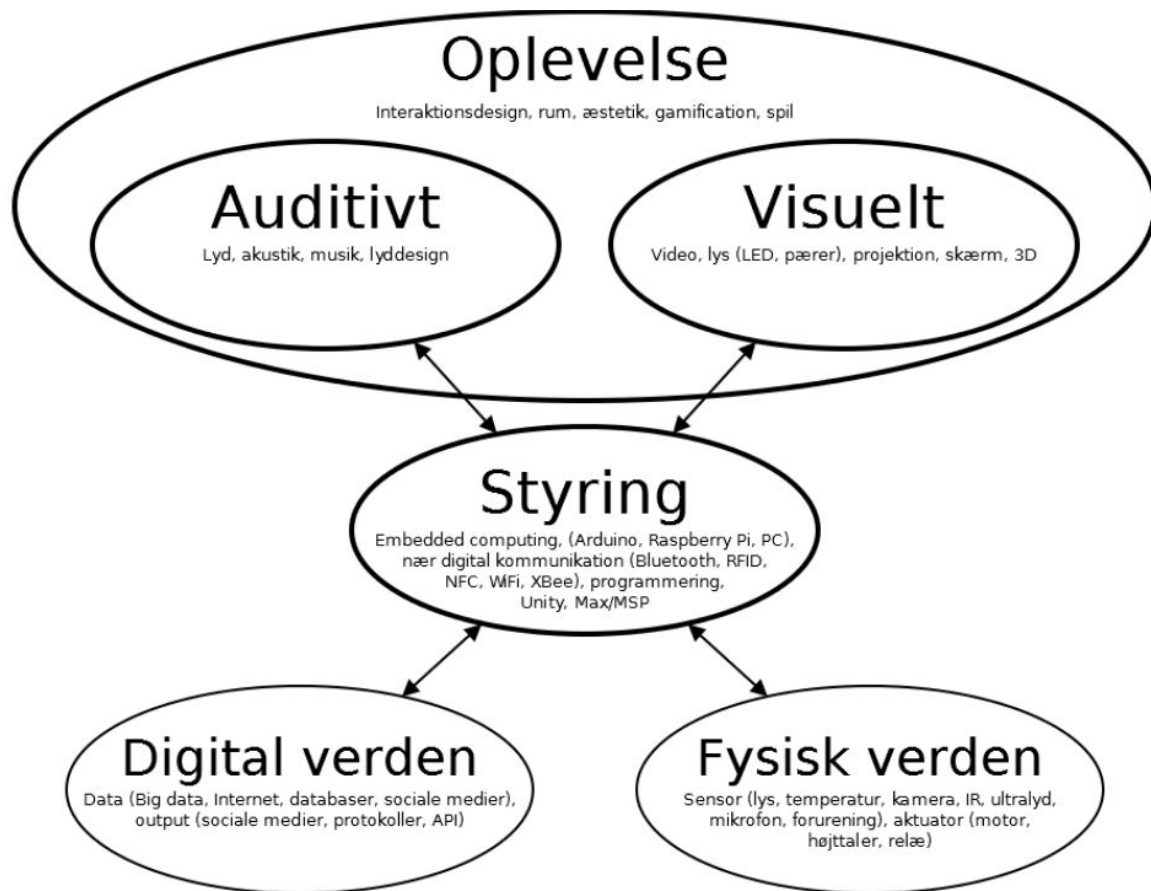 Oplevelse
Interaktionsdesign, rum, æstetik, gamification, spil
Auditivt
Lyd, akustik, musik, lyddesign
Visuelt
Video, lys (LED, pærer), projektion, skærm, 3D
Styring
Embedded computing, (Arduino, Raspberry Pi, PC),
nær digital kommunikation (Bluetooth, RFID,
NFC, WiFi, XBee), programmering,
Unity, Max/MSP
Digital verden
Data (Big data, Internet, databaser, sociale medier),
output (sociale medier, protokoller, API)
Fysisk verden
Sensor (lys, temperatur, kamera, IR, ultralyd,
mikrofon, forurening), aktuator (motor,
højttaler, relæ)